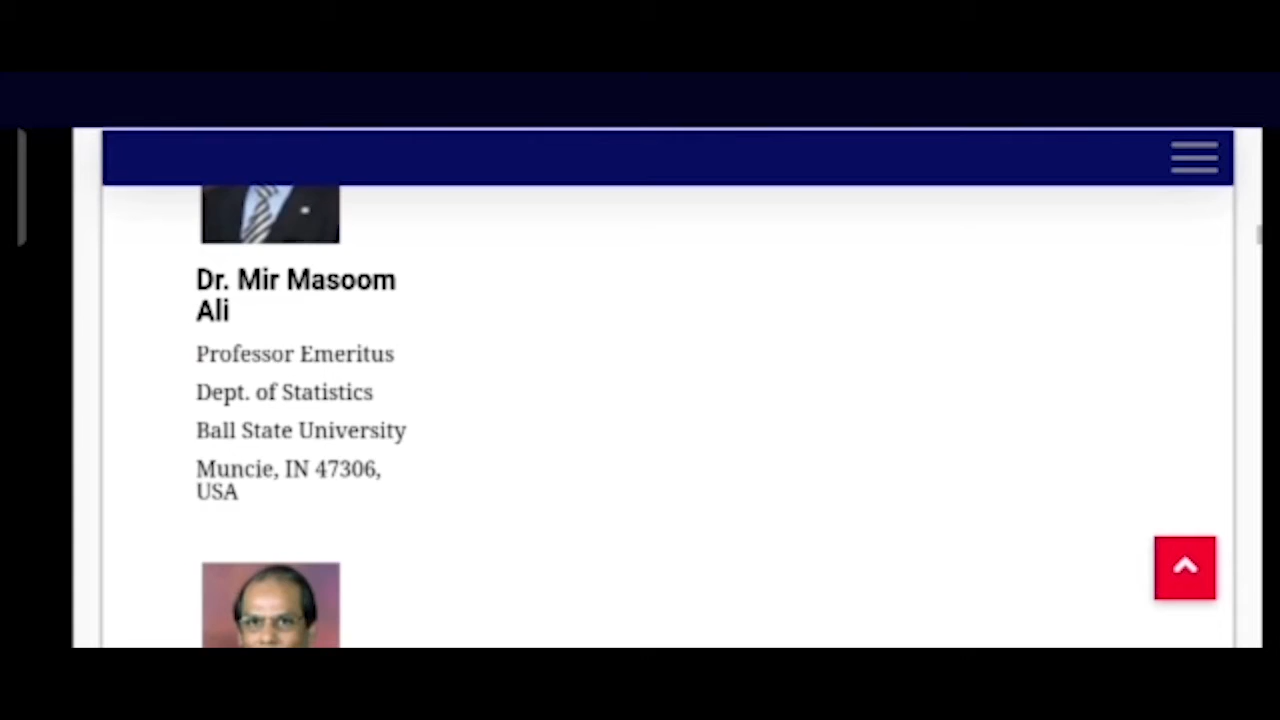 Dr. Mir Masoom
Ali
Professor Emeritus
Dept. of Statistics
Ball State University
Muncie, IN 47306,
USA